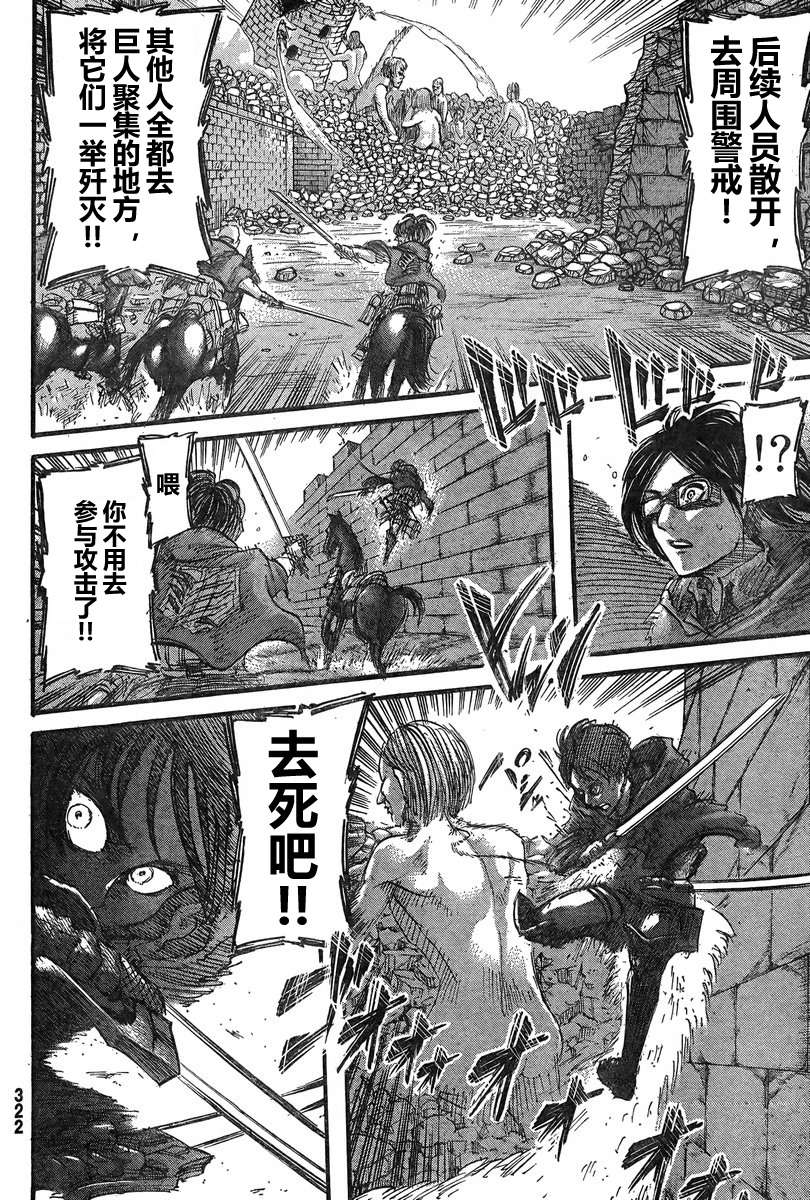 后续人员散开，
去周围警戒！
其他人全都去
巨人聚集的地方，
将它们一举歼灭!!
!?
喂
你不用去
参与攻击了!!
去死吧!!
322